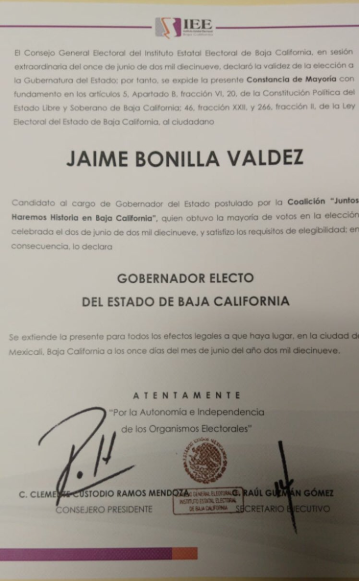 IEE
El Consejo General Electoral del Instituto Estatal Electoral de Baja California, en sesión
extraordinaria del once de junio de dos mil diecinueve, declaró la validez de la elección a
la Gubernatura del Estado; por tanto, se expide la presente Constancia de Mayoría con
fundamento en los artículos 5, Apartado B, fracción VI, 20, de la Constitución Política del
Estado Libre y Soberano de Baja California; 46, fracción XXII, y 266, fracción II, de la Ley
Electoral del Estado de Baja California, al ciudadano
JAIME BONILLA VALDEZ
Candidato al cargo de Gobernador del Estado postulado por la Coalición "Juntos
Haremos Historia en Baja California", quien obtuvo la mayoría de votos en la elección
celebrada el dos de junio de dos mil diecinueve, y satisfizo los requisitos de elegibilidad; en
consecuencia, lo declara
GOBERNADOR ELECTO
DEL ESTADO DE BAJA CALIFORNIA
Se extiende la presente para todos los efectos legales a que haya lugar, en la ciudad de
Mexicali, Baja California a los once días del mes de junio del año dos mil diecinueve.
ATENTAMENTE
"Por la Autonomía e Independencia
de los Organismos Electorales"
C. CLEMENTE CUSTODIO RAMOS MENDOZA
CONSEJERO PRESIDENTE
CONSEJO GENERAL ELECTORAL
INSTITUTO ESTATAL ELECTORAL
DE BAJA CALIFORNIA
C. RAÚL GUZMÁN GÓMEZ
SECRETARIO EJECUTIVO